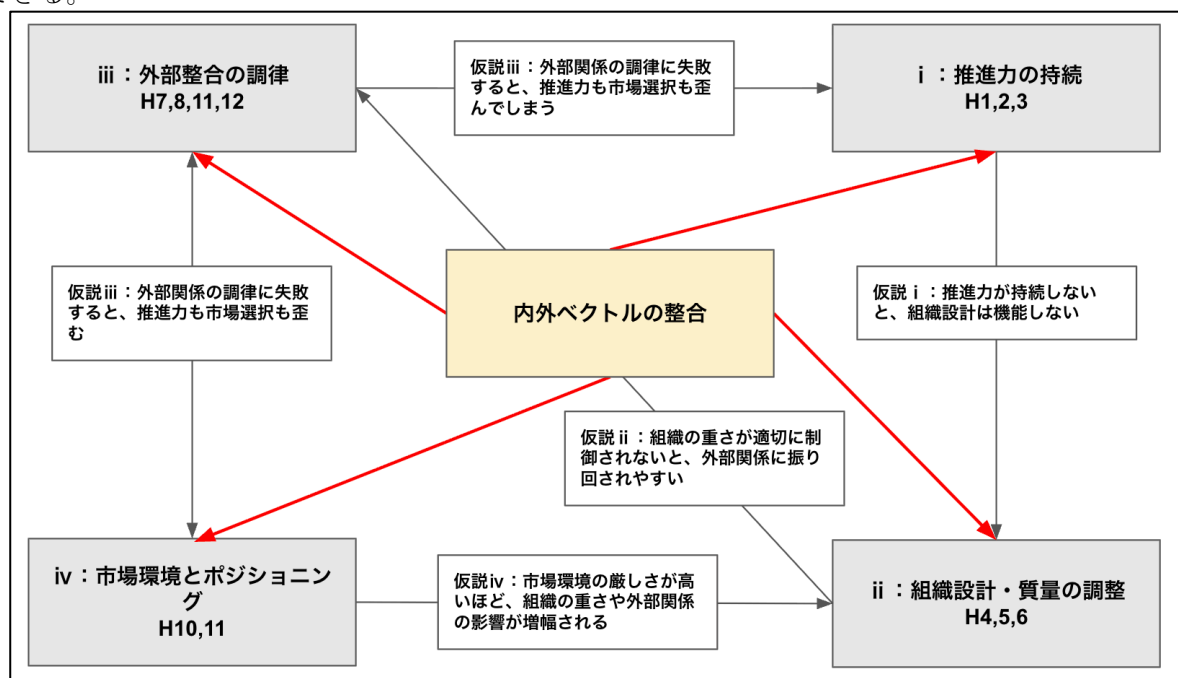 できる。
ⅲ：外部整合の調律
H7,8,11,12
仮説ⅲ：外部関係の調律に失敗
すると、推進力も市場選択も歪
んでしまう
ⅰ：推進力の持続
H1,2,3
仮説ⅲ：外部関係の調律に失敗
すると、推進力も市場選択も歪
む
内外ベクトルの整合
仮説ⅰ：推進力が持続しない
と、組織設計は機能しない
仮説ⅱ：組織の重さが適切に制
御されないと、外部関係に振り
回されやすい
ⅳ：市場環境とポジショニン
グ
H10,11
仮説ⅳ：市場環境の厳しさが高
いほど、組織の重さや外部関係
の影響が増幅される
ⅱ：組織設計・質量の調整
H4,5,6